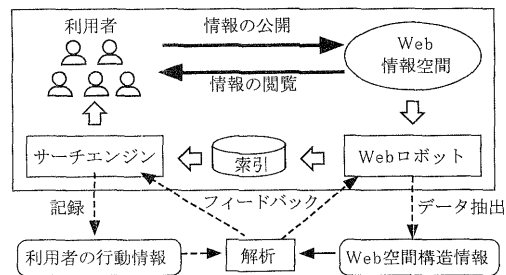 利用者
情報の公開
Web
情報空間
情報の閲覧
サーチエンジン
索引
Webロボット
記録
フィードバック
データ抽出
利用者の行動情報
解析
Web空間構造情報